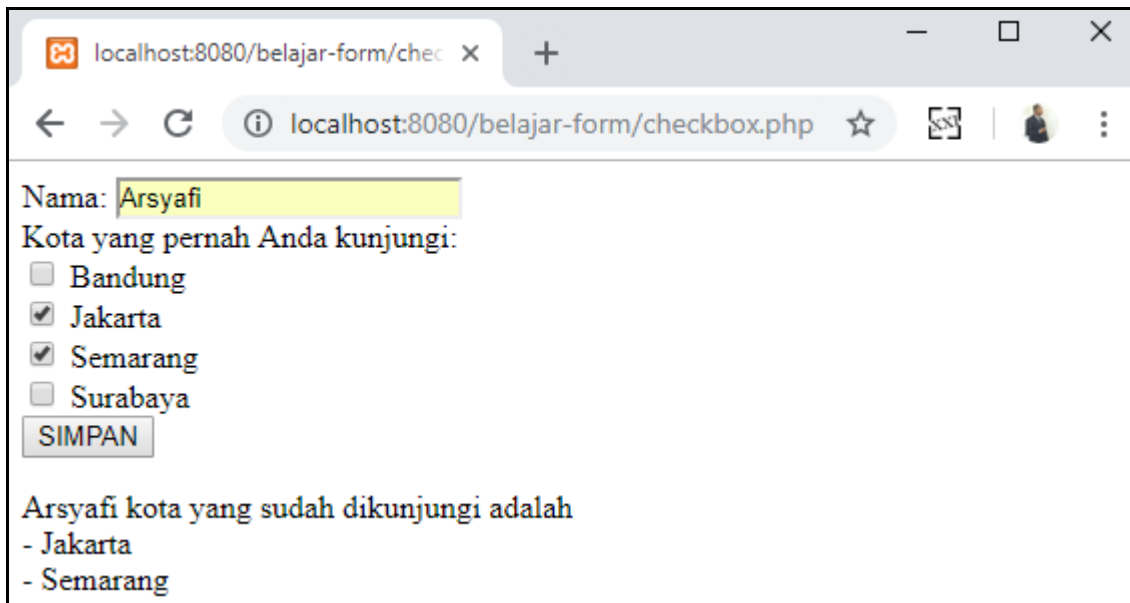 localhost:8080/belajar-form/chec
localhost:8080/belajar-form/checkbox.php
Nama: Arsyafi
Kota yang pernah Anda kunjungi:
Bandung
Jakarta
Semarang
Surabaya
SIMPAN
Arsyafi kota yang sudah dikunjungi adalah
- Jakarta
- Semarang